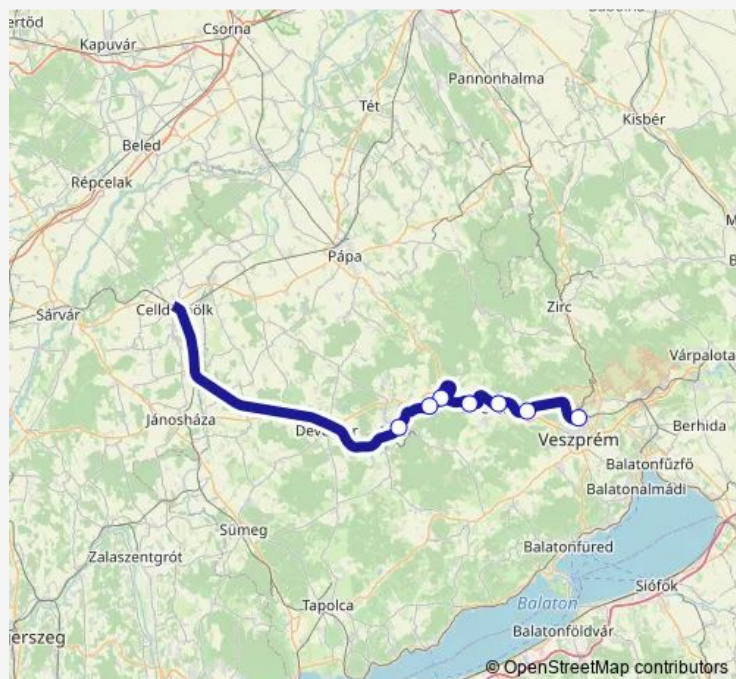 Csorna
Kapuvár
Pannonhalma
Tét
Kisbér
Beled
Répcelak
Pápa
Zirc
Sárvár
Várpalota
Jánosháza
Veszprém
Berhida
Balatonfűzfő
Balatonalmádi
Sümeg
Balatonfüred
Zalaszentgrót
Siófok
Tapolca
Balaton
Balatonföldvár
© OpenStreetMap contributors